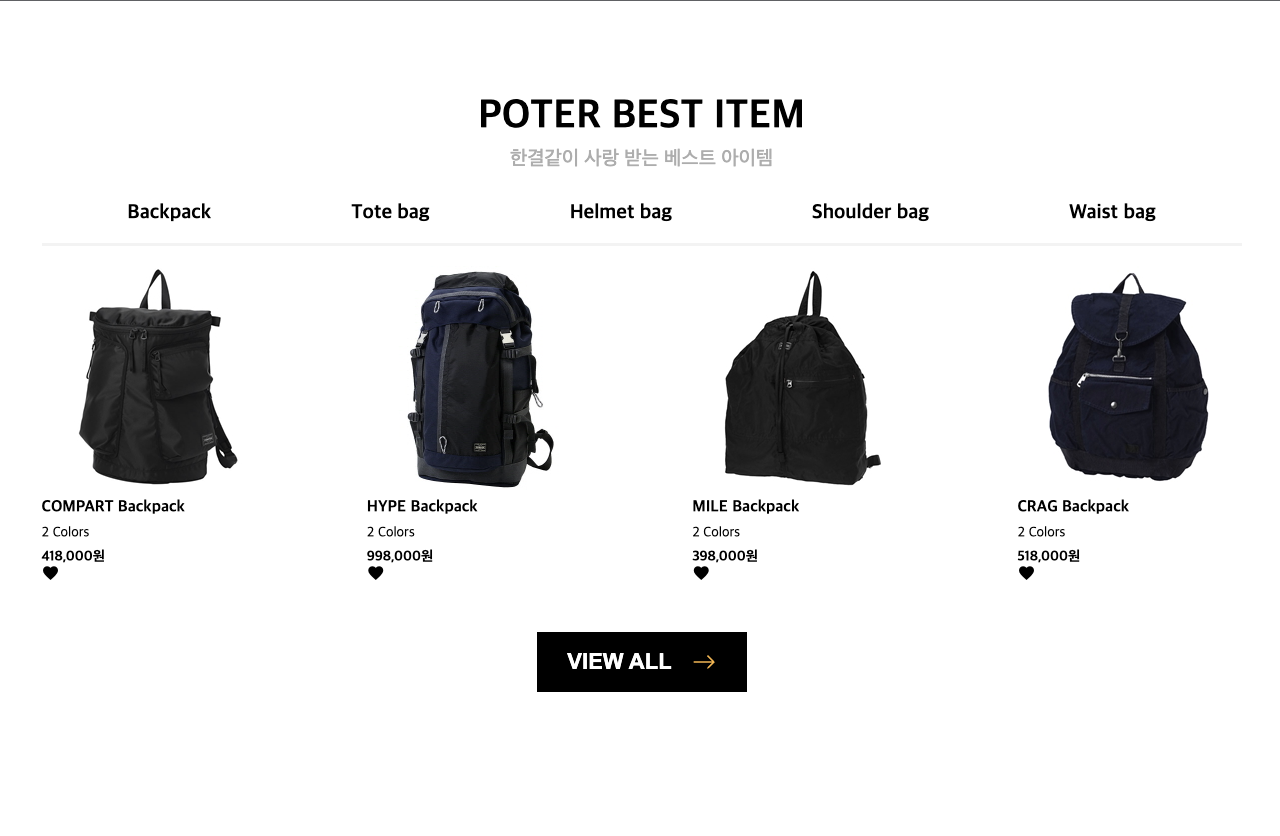 POTER BEST ITEM
한결같이 사랑 받는 베스트 아이템
Backpack Tote bag Helmet bag Shoulder bag Waist bag
COMPART Backpack HYPE Backpack MILE Backpack CRAG Backpack
2 Colors 2 Colors 2 Colors 2 Colors
418,000원 998,000원 398,000원 518,000원
VIEW ALL